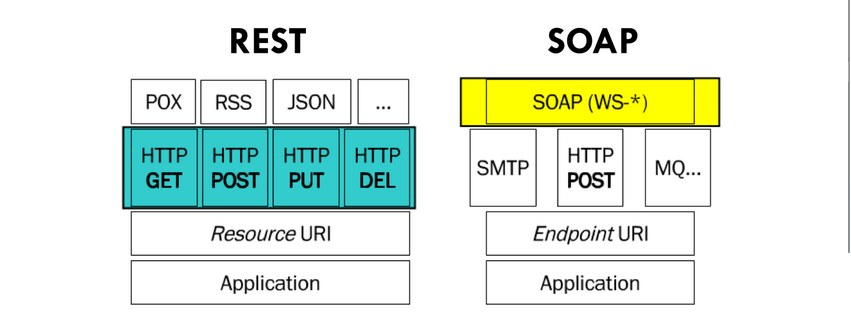 REST
POX RSS JSON ...
HTTP GET HTTP POST HTTP PUT HTTP DEL
Resource URI
Application
SOAP
SOAP (WS-*)
SMTP HTTP POST MQ...
Endpoint URI
Application